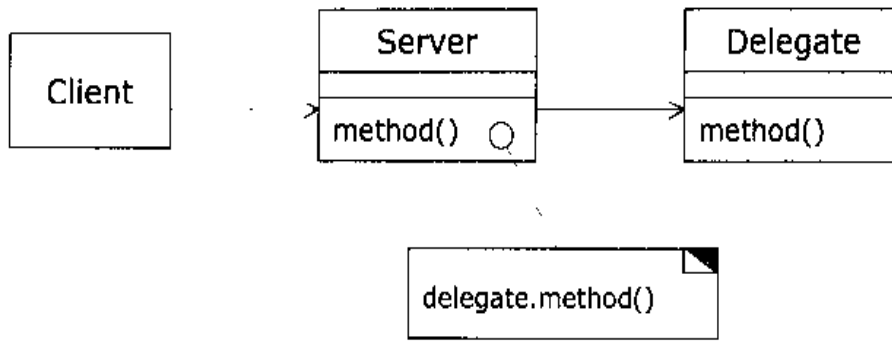 Client
Server
method()
Delegate
method()
delegate.method()